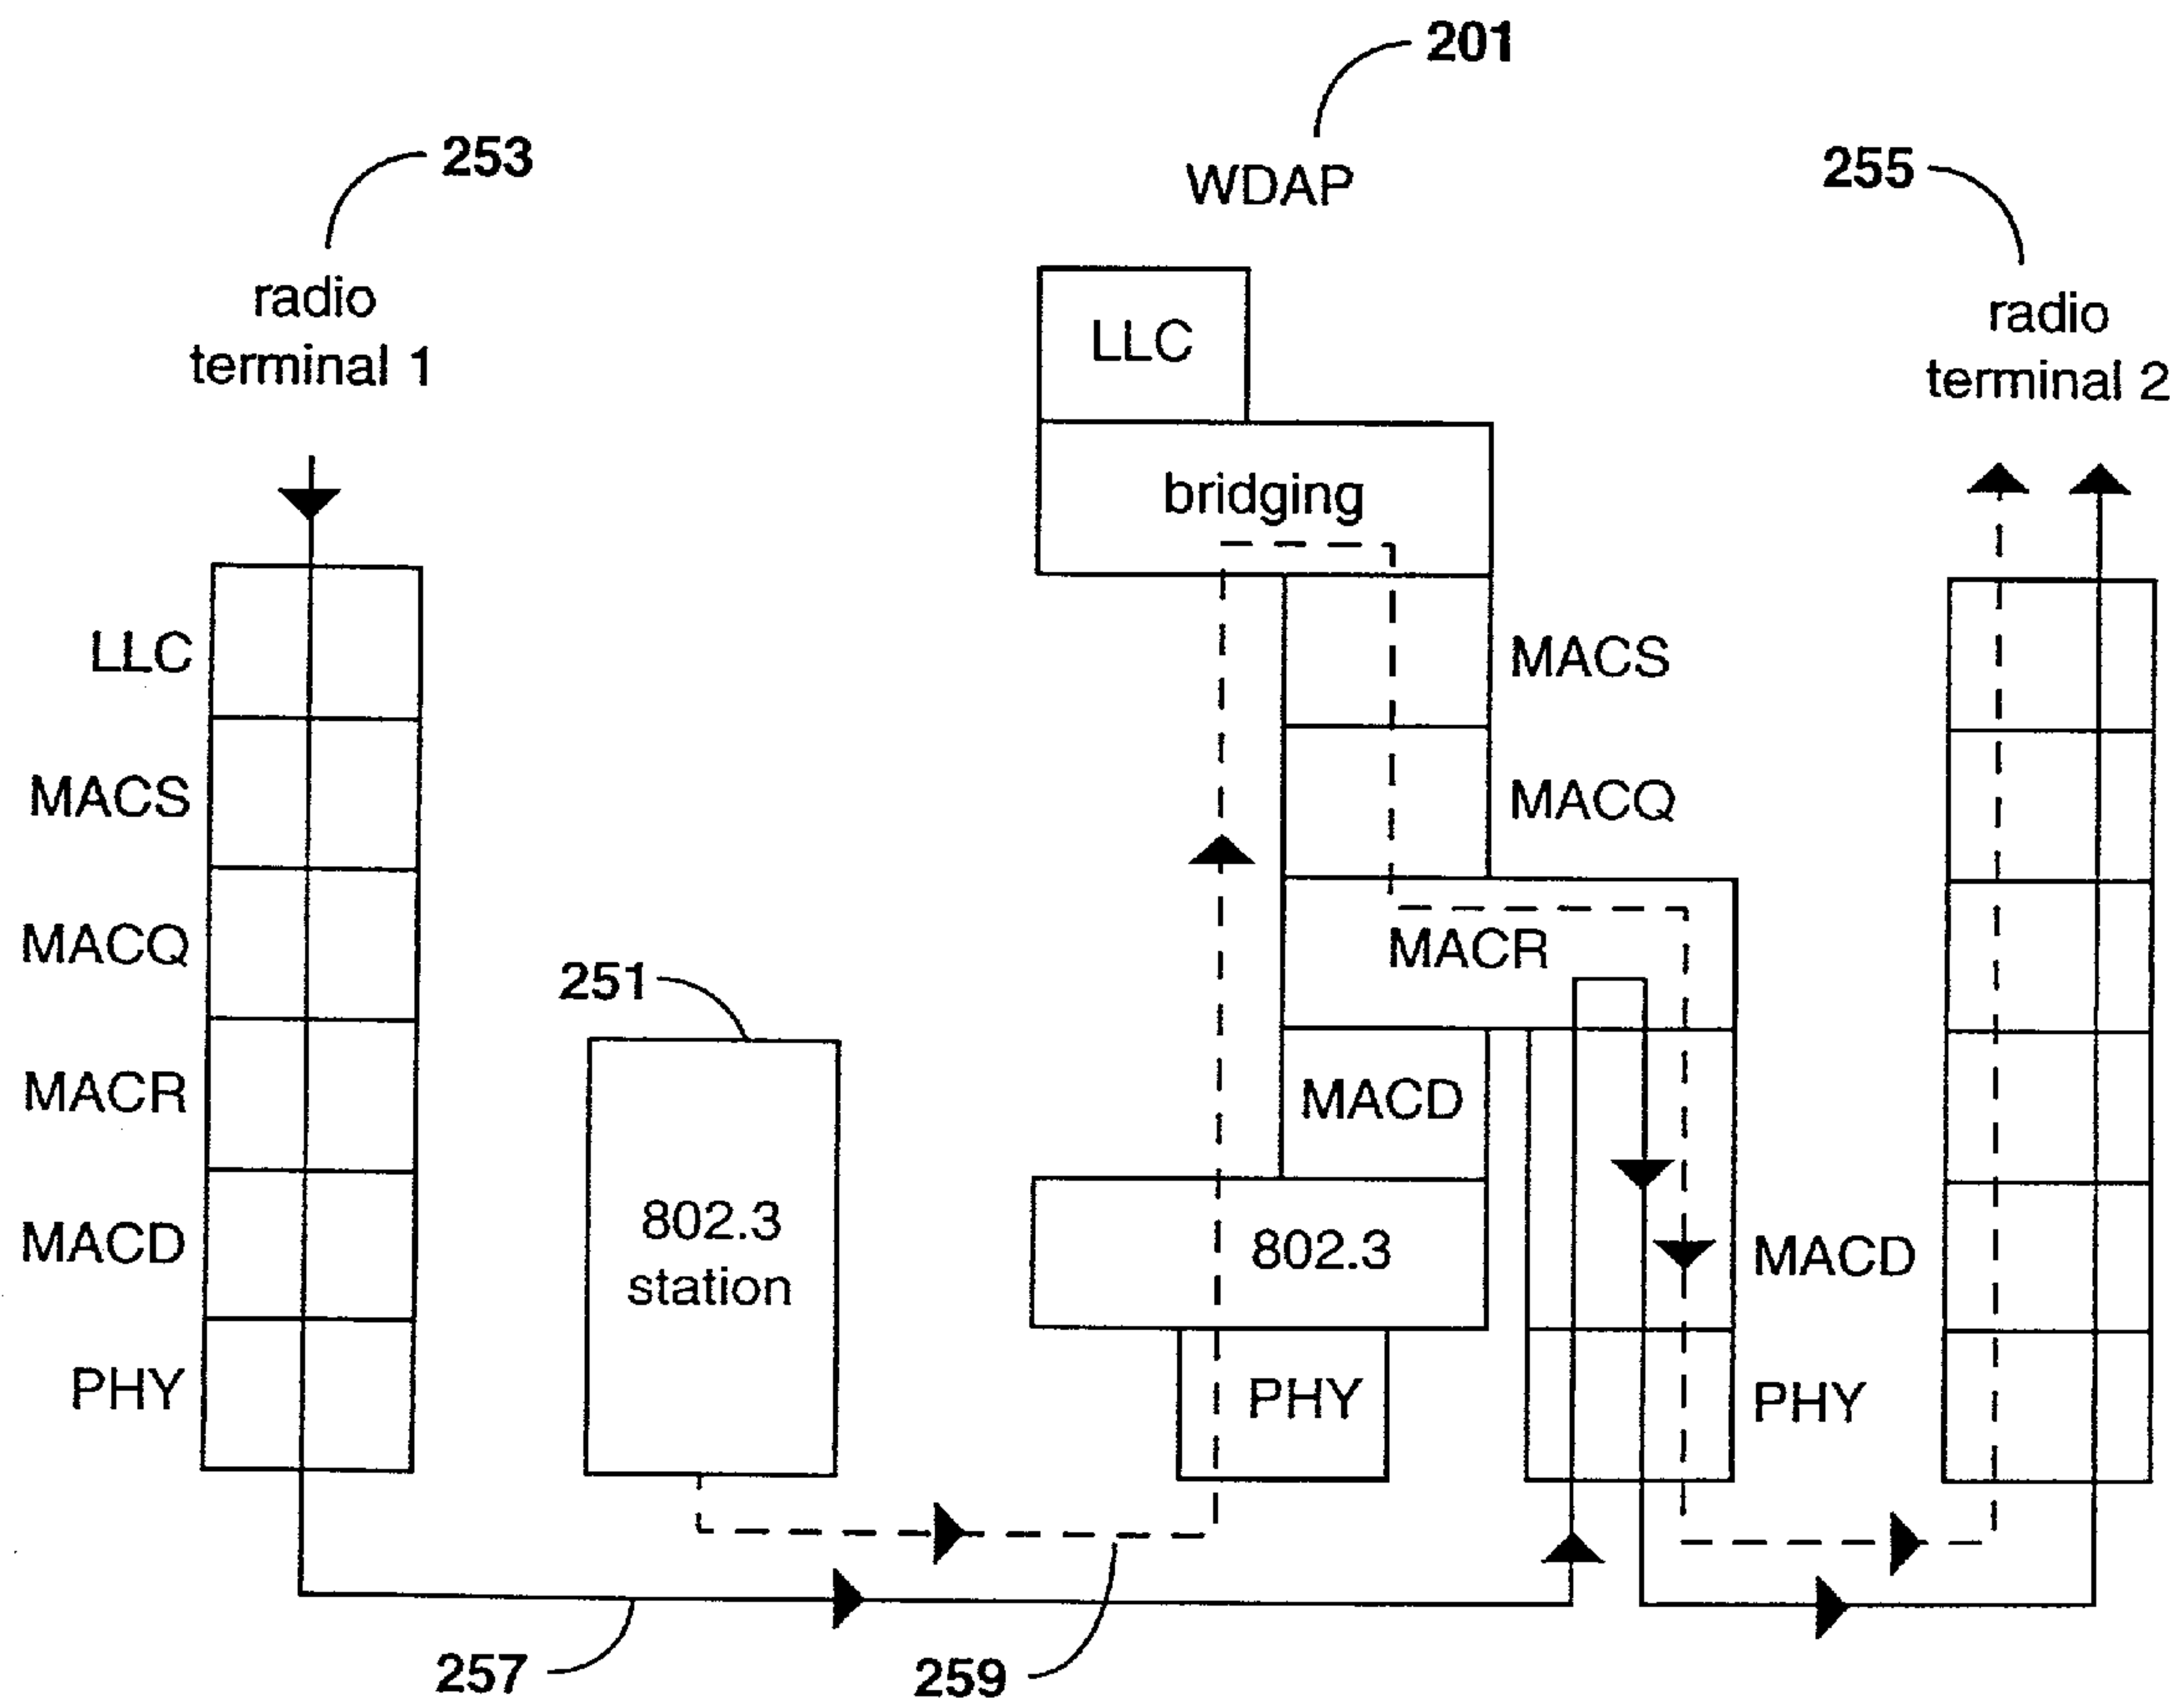 201
253
WDAP
255
radio
terminal 1
radio
terminal 2
LLC
bridging
LLC
MACS
MACS
MACQ
MACQ
MACR
251
MACR
MACD
MACD
802.3
station
802.3
MACD
PHY
PHY
PHY
257
259